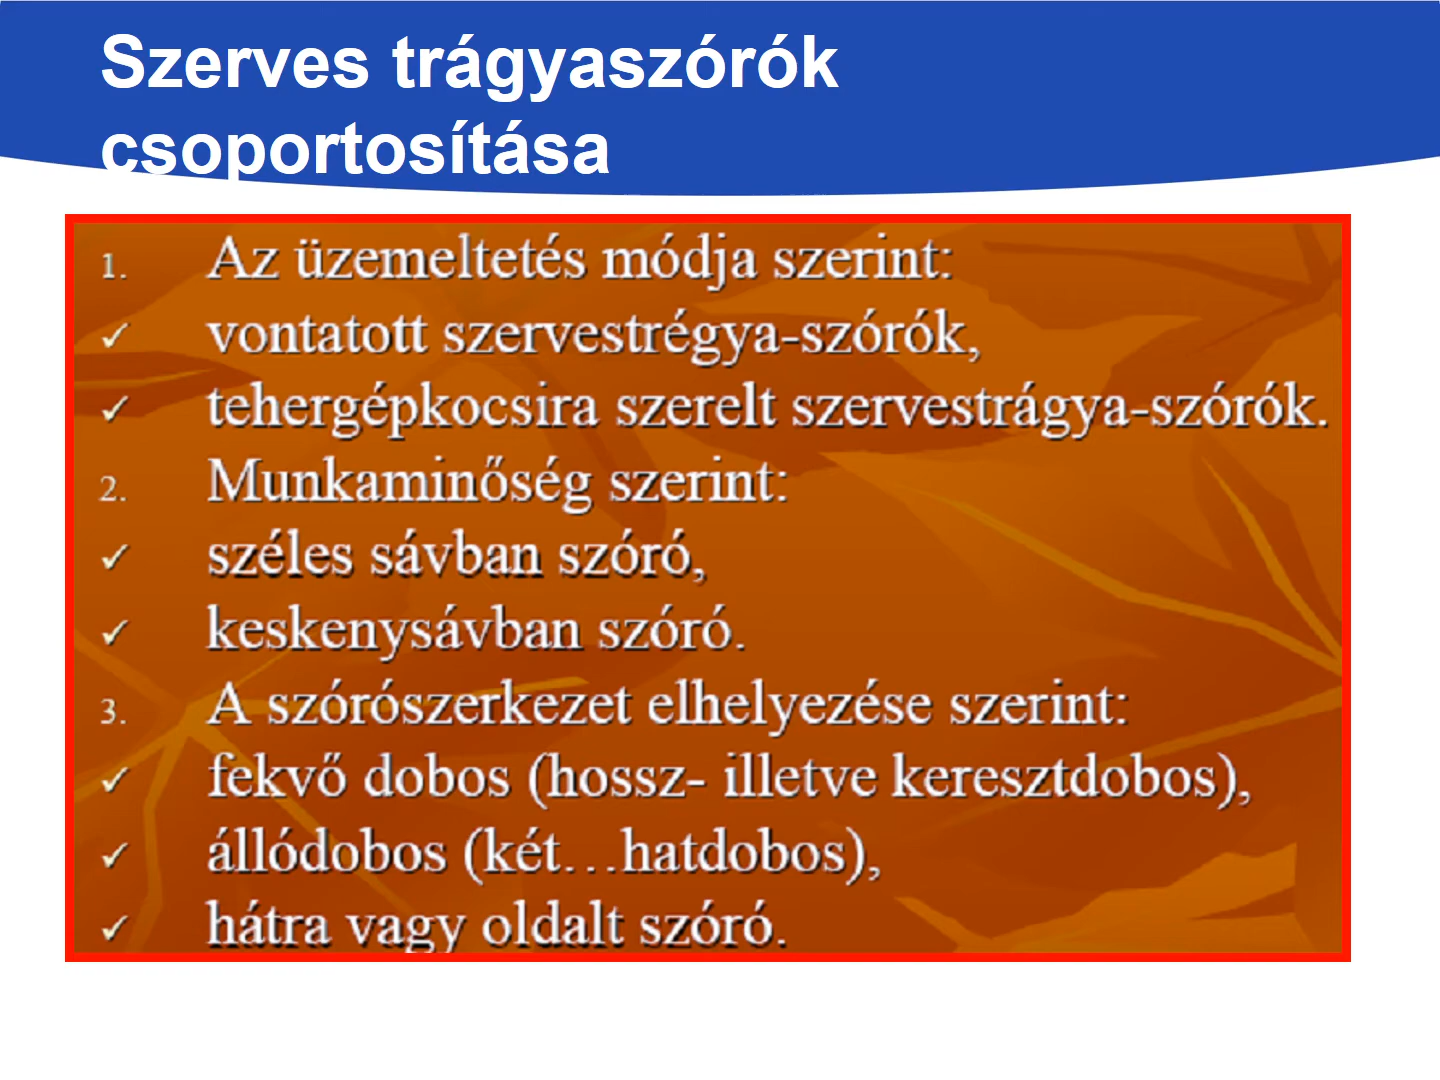 Szerves trágyaszórók
csoportosítása
1. Az üzemeltetés módja szerint:
✓ vontatott szervestrégya-szórók,
✓ tehergépkocsira szerelt szervestrágya-szórók.
2. Munkaminőség szerint:
✓ széles sávban szóró,
✓ keskenysávban szóró.
3. A szórószerkezet elhelyezése szerint:
✓ fekvő dobos (hossz- illetve keresztdobos),
✓ állódobos (két…hatdobos),
✓ hátra vagy oldalt szóró.